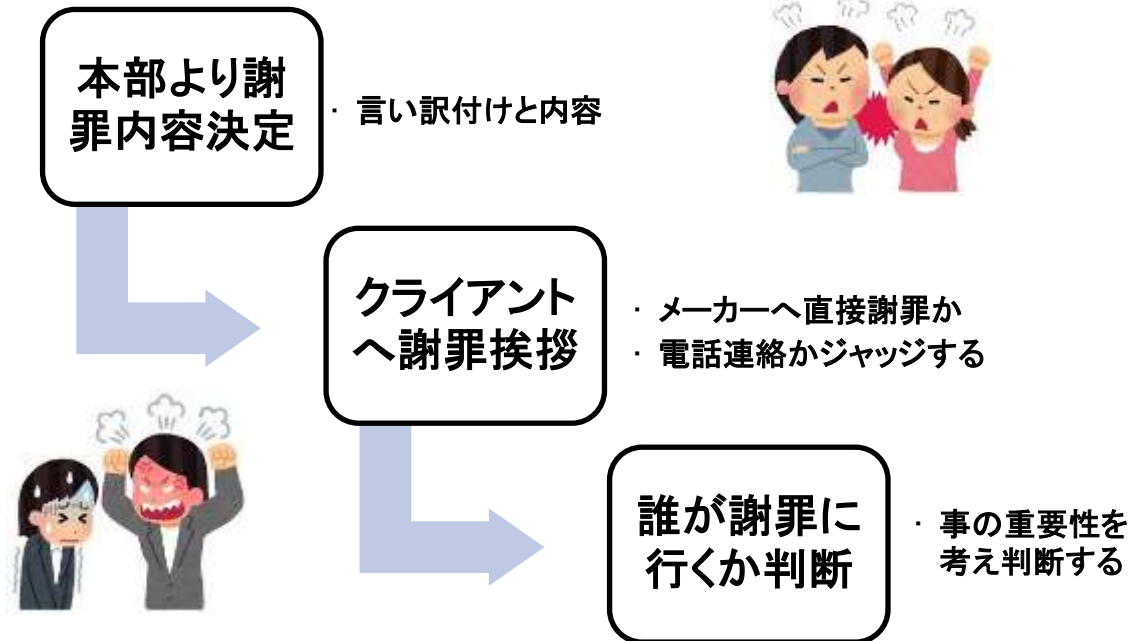 本部より謝
罪内容決定
・ 言い訳付けと内容
クライアント
へ謝罪挨拶
・ メーカーへ直接謝罪か
・ 電話連絡かジャッジする
誰が謝罪に
行くか判断
・ 事の重要性を
考え判断する